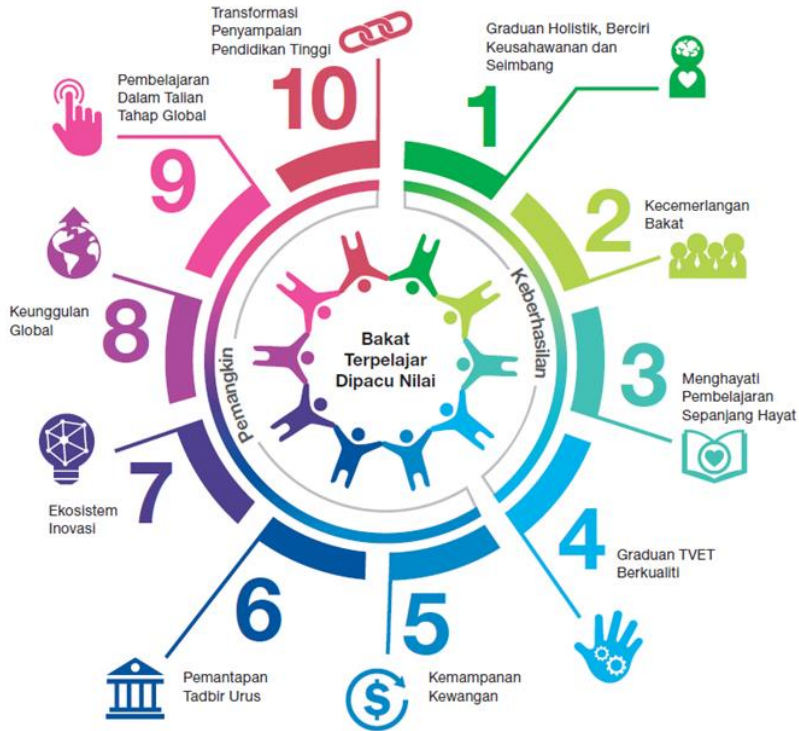 1
Graduan Holistik, Berciri
Keusahawanan dan
Seimbang
2
Kecemerlangan
Bakat
3
Menghayati
Pembelajaran
Sepanjang Hayat
4
Graduan TVET
Berkualiti
5
Kemampanan
Kewangan
6
Pemantapan
Tadbir Urus
7
Ekosistem
Inovasi
8
Keunggulan
Global
9
Pembelajaran
Dalam Talian
Tahap Global
10
Transformasi
Penyampaian
Pendidikan Tinggi
Keberhasilan
Pemangkin
Bakat
Terpelajar
Dipacu Nilai
$